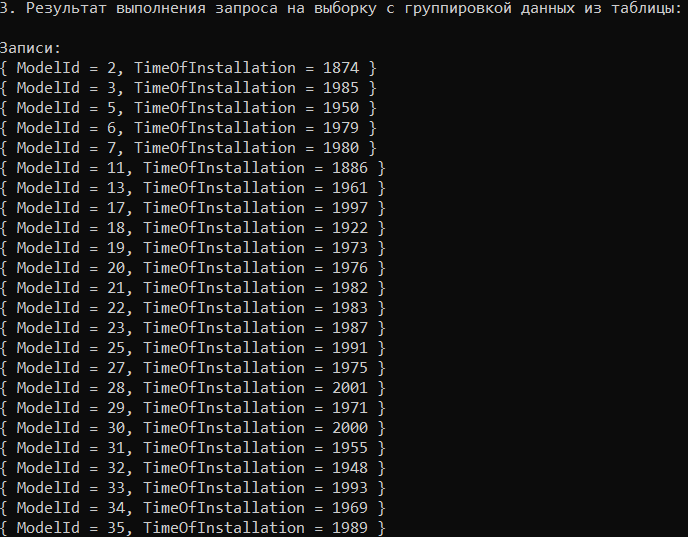 3. Результат выполнения запроса на выборку с группировкой данных из таблицы:
Записи:
{ ModelId = 2, TimeOfInstallation = 1874 }
{ ModelId = 3, TimeOfInstallation = 1985 }
{ ModelId = 5, TimeOfInstallation = 1950 }
{ ModelId = 6, TimeOfInstallation = 1979 }
{ ModelId = 7, TimeOfInstallation = 1980 }
{ ModelId = 11, TimeOfInstallation = 1886 }
{ ModelId = 13, TimeOfInstallation = 1961 }
{ ModelId = 17, TimeOfInstallation = 1997 }
{ ModelId = 18, TimeOfInstallation = 1922 }
{ ModelId = 19, TimeOfInstallation = 1973 }
{ ModelId = 20, TimeOfInstallation = 1976 }
{ ModelId = 21, TimeOfInstallation = 1982 }
{ ModelId = 22, TimeOfInstallation = 1983 }
{ ModelId = 23, TimeOfInstallation = 1987 }
{ ModelId = 25, TimeOfInstallation = 1991 }
{ ModelId = 27, TimeOfInstallation = 1975 }
{ ModelId = 28, TimeOfInstallation = 2001 }
{ ModelId = 29, TimeOfInstallation = 1971 }
{ ModelId = 30, TimeOfInstallation = 2000 }
{ ModelId = 31, TimeOfInstallation = 1955 }
{ ModelId = 32, TimeOfInstallation = 1948 }
{ ModelId = 33, TimeOfInstallation = 1993 }
{ ModelId = 34, TimeOfInstallation = 1969 }
{ ModelId = 35, TimeOfInstallation = 1989 }